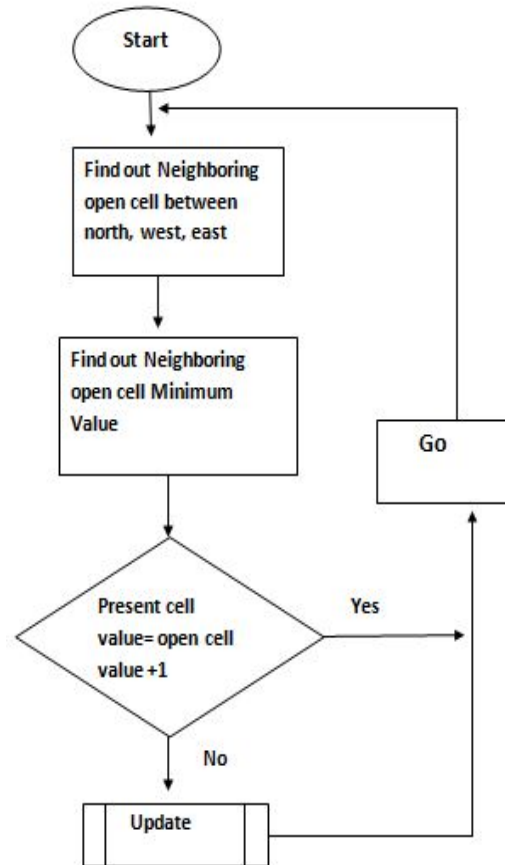 Start
Find out Neighboring
open cell between
north, west, east
Find out Neighboring
open cell Minimum
Value
Go
Present cell
value= open cell
value +1
Yes
No
Update